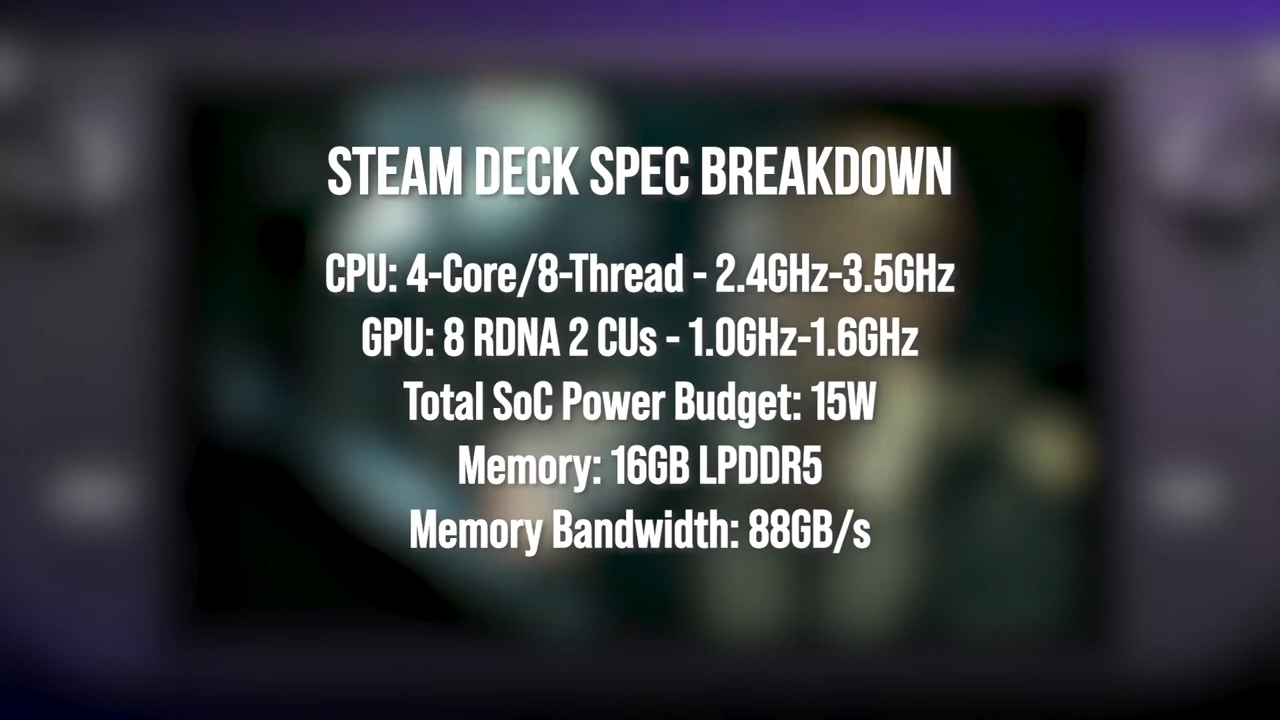 STEAM DECK SPEC BREAKDOWN
CPU: 4-Core/8-Thread - 2.4GHz-3.5GHz
GPU: 8 RDNA 2 CUs - 1.0GHz-1.6GHz
Total SoC Power Budget: 15W
Memory: 16GB LPDDR5
Memory Bandwidth: 88GB/s